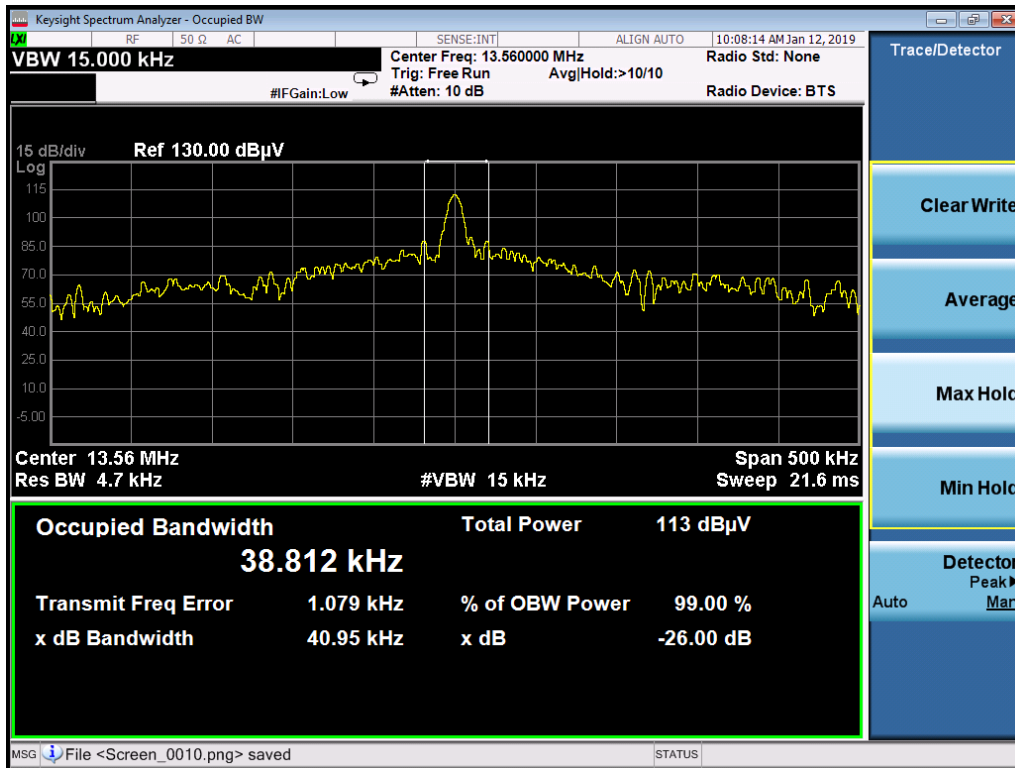 Keysight Spectrum Analyzer - Occupied BW
LXI RF 50 Ω AC SENSE:INT ALIGN AUTO 10:08:14 AM Jan 12, 2019
VBW 15.000 kHz
Center Freq: 13.560000 MHz Radio Std: None
Trig: Free Run Avg|Hold:>10/10
#IFGain:Low #Atten: 10 dB Radio Device: BTS
15 dB/div Ref 130.00 dBµV
Log
115
100
85.0
70.0
55.0
40.0
25.0
10.0
-5.00
Center 13.56 MHz Span 500 kHz
Res BW 4.7 kHz #VBW 15 kHz Sweep 21.6 ms
Occupied Bandwidth Total Power 113 dBµV
38.812 kHz
Transmit Freq Error 1.079 kHz % of OBW Power 99.00 %
x dB Bandwidth 40.95 kHz x dB -26.00 dB
MSG File <Screen_0010.png> saved STATUS
Trace/Detector
Clear Write
Average
Max Hold
Min Hold
Detector
Peak
Auto Man